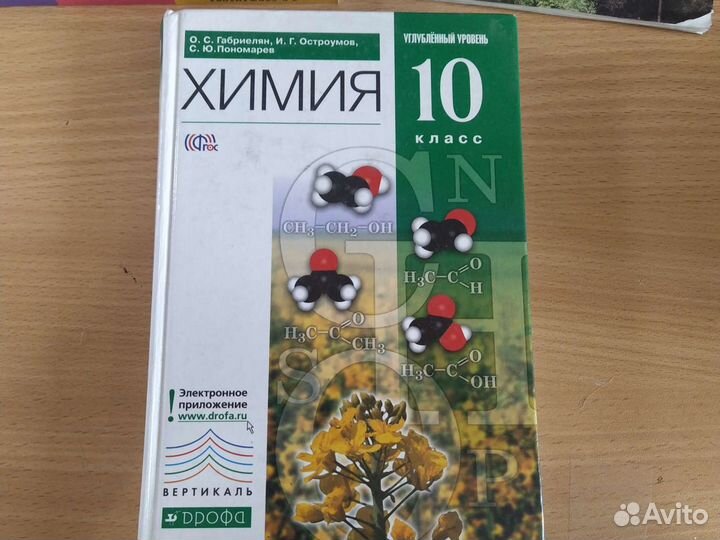 О. С. Габриелян, И. Г. Остроумов,
С. Ю. Пономарев
УГЛУБЛЁННЫЙ УРОВЕНЬ
ХИМИЯ
10
класс
ФГОС
N
CH₃–CH₂–OH
H₃C–C
O
H
H₃C–C
O
CH₃
H₃C–C
O
OH
S
P
! Электронное
приложение
www.drofa.ru
ВЕРТИКАЛЬ
дрофа
Avito